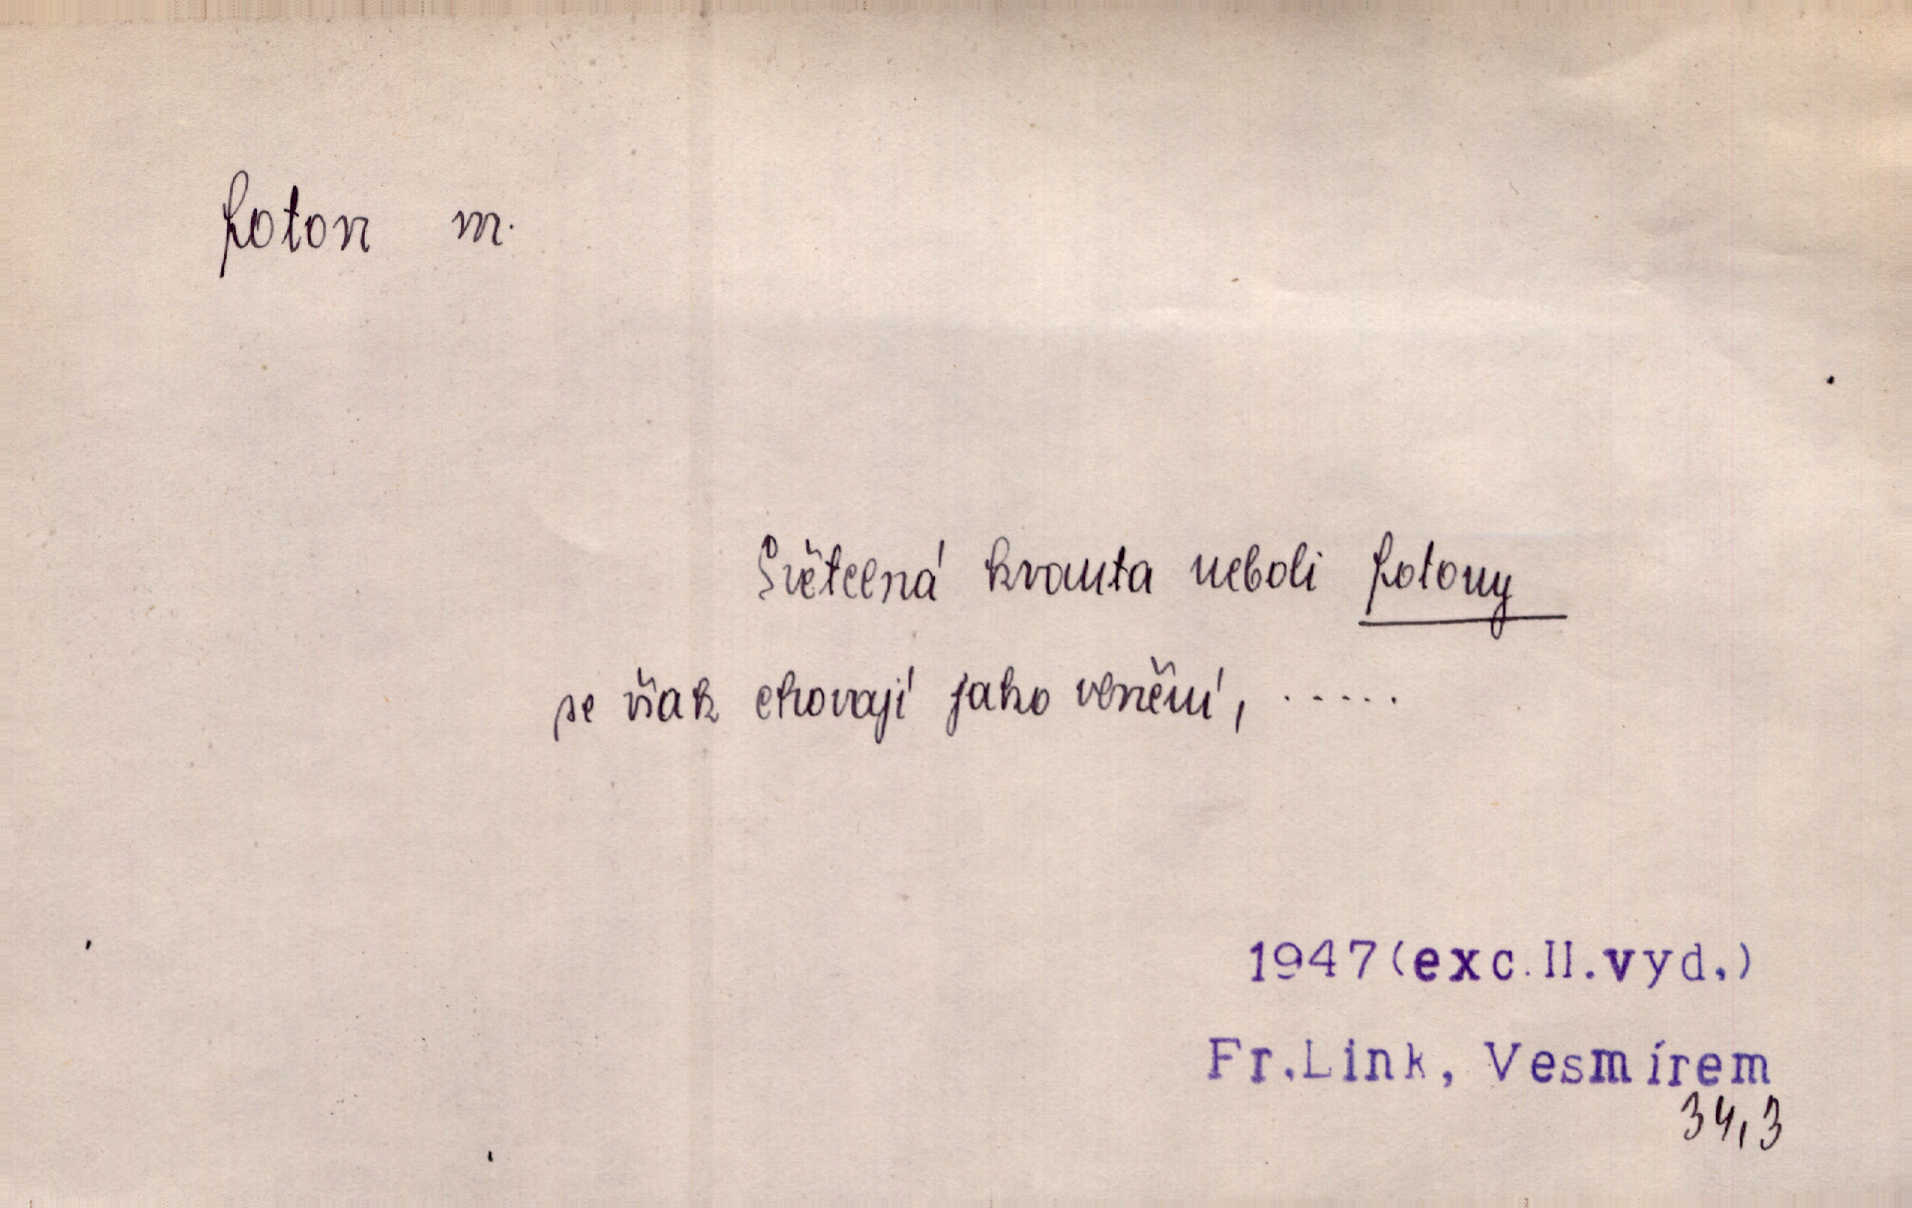 foton m.
Světelná kvanta neboli fotony
se však chovají jako vlnění, .....
1947(exc.II.vyd.)
Fr.Link, Vesmírem
34,3